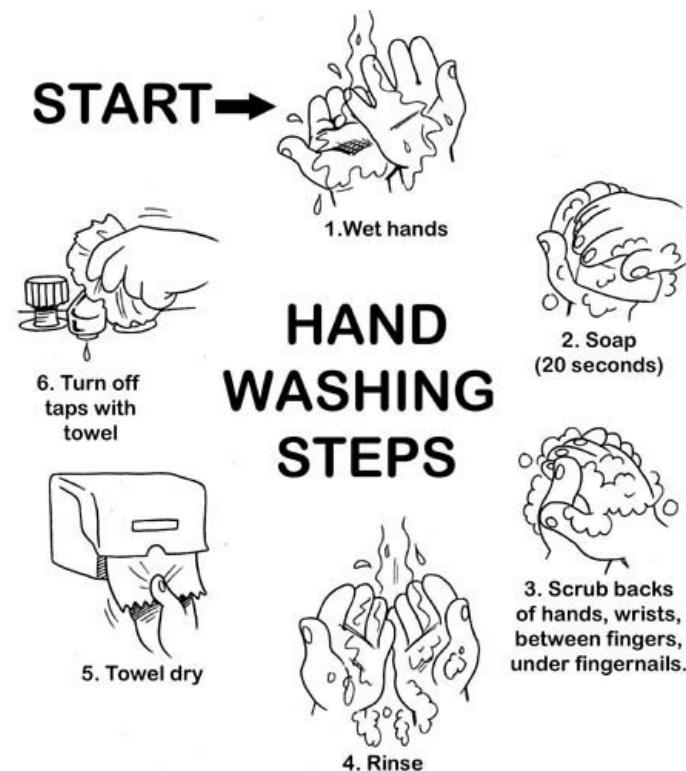 START
1.Wet hands
2. Soap
(20 seconds)
3. Scrub backs
of hands, wrists,
between fingers,
under fingernails.
4. Rinse
5. Towel dry
6. Turn off
taps with
towel
HAND
WASHING
STEPS